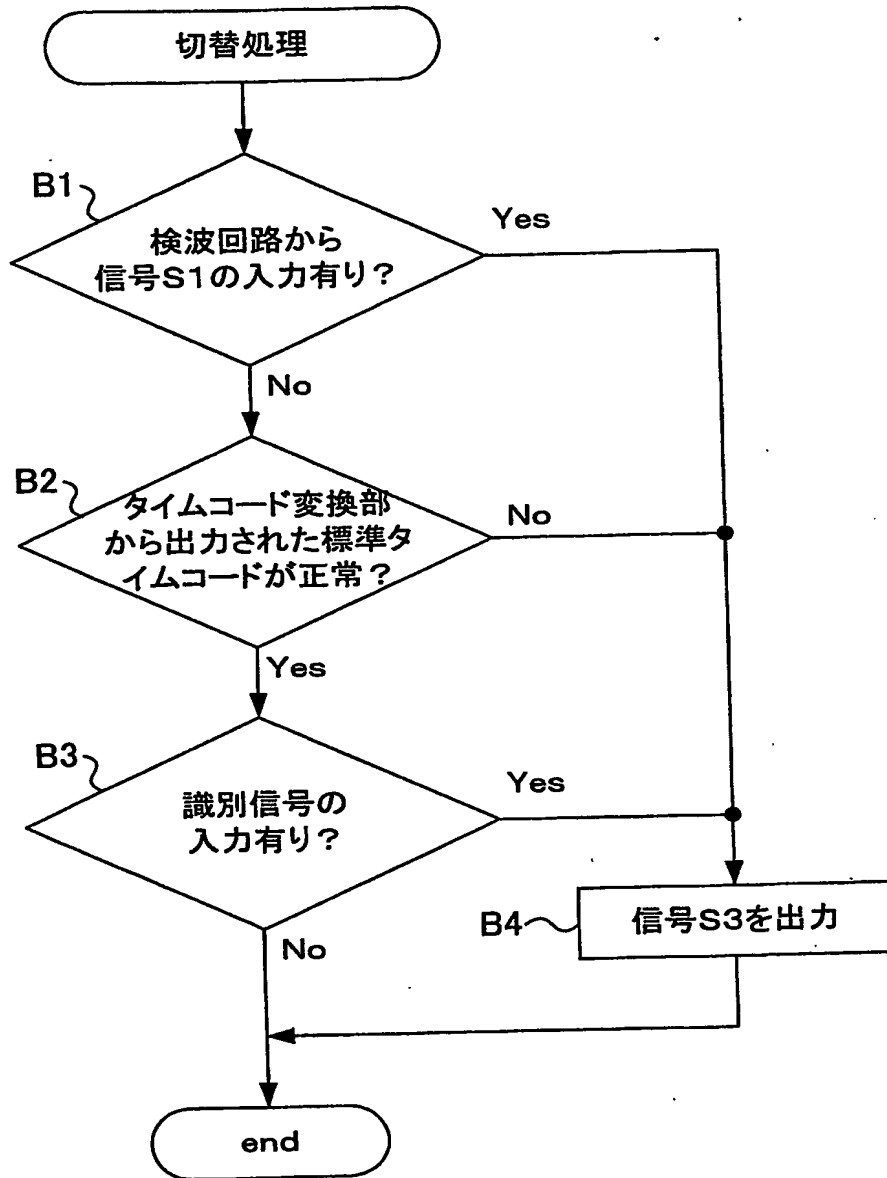 切替処理
B1
検波回路から
信号S1の入力有り？
Yes
No
B2
タイムコード変換部
から出力された標準タ
イムコードが正常？
No
Yes
B3
識別信号の
入力有り？
Yes
No
B4
信号S3を出力
end